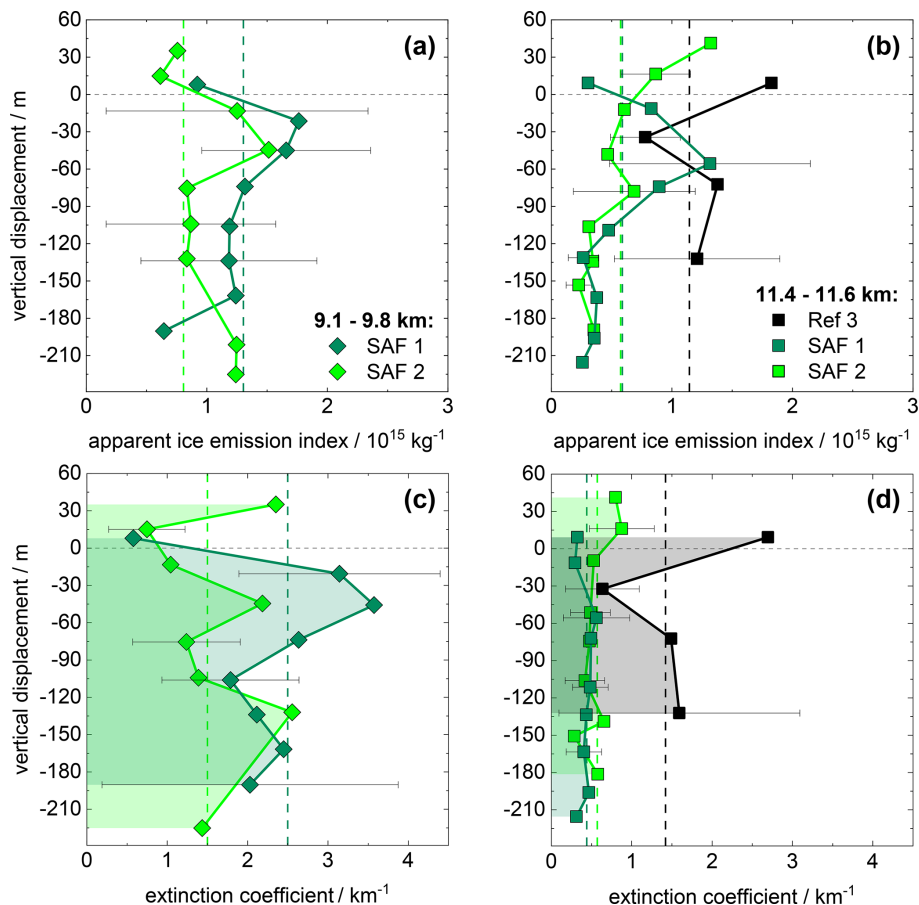 (a)
60
30
0
-30
-60
-90
-120
-150
-180
-210
vertical displacement / m
9.1 - 9.8 km:
SAF 1
SAF 2
0 1 2 3
apparent ice emission index / 10¹⁵ kg⁻¹
(b)
60
30
0
-30
-60
-90
-120
-150
-180
-210
11.4 - 11.6 km:
Ref 3
SAF 1
SAF 2
0 1 2 3
apparent ice emission index / 10¹⁵ kg⁻¹
(c)
60
30
0
-30
-60
-90
-120
-150
-180
-210
vertical displacement / m
0 1 2 3 4
extinction coefficient / km⁻¹
(d)
60
30
0
-30
-60
-90
-120
-150
-180
-210
0 1 2 3 4
extinction coefficient / km⁻¹